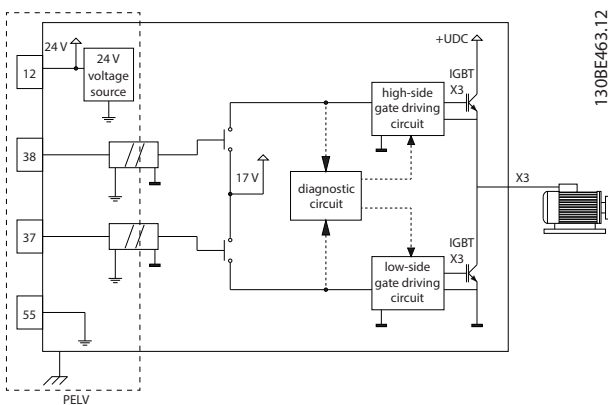 130BE463.12
12
24 V
24 V
voltage
source
38
37
55
PELV
17 V
diagnostic
circuit
high-side
gate driving
circuit
low-side
gate driving
circuit
+UDC
IGBT
X3
IGBT
X3
X3